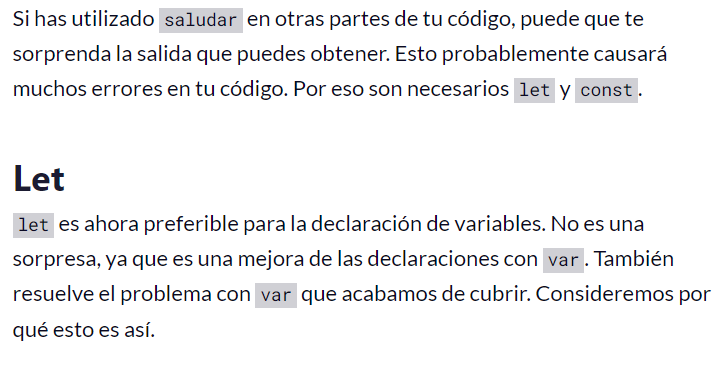 Si has utilizado saludar en otras partes de tu código, puede que te
sorprenda la salida que puedes obtener. Esto probablemente causará
muchos errores en tu código. Por eso son necesarios let y const.
Let
let es ahora preferible para la declaración de variables. No es una
sorpresa, ya que es una mejora de las declaraciones con var. También
resuelve el problema con var que acabamos de cubrir. Consideremos por
qué esto es así.